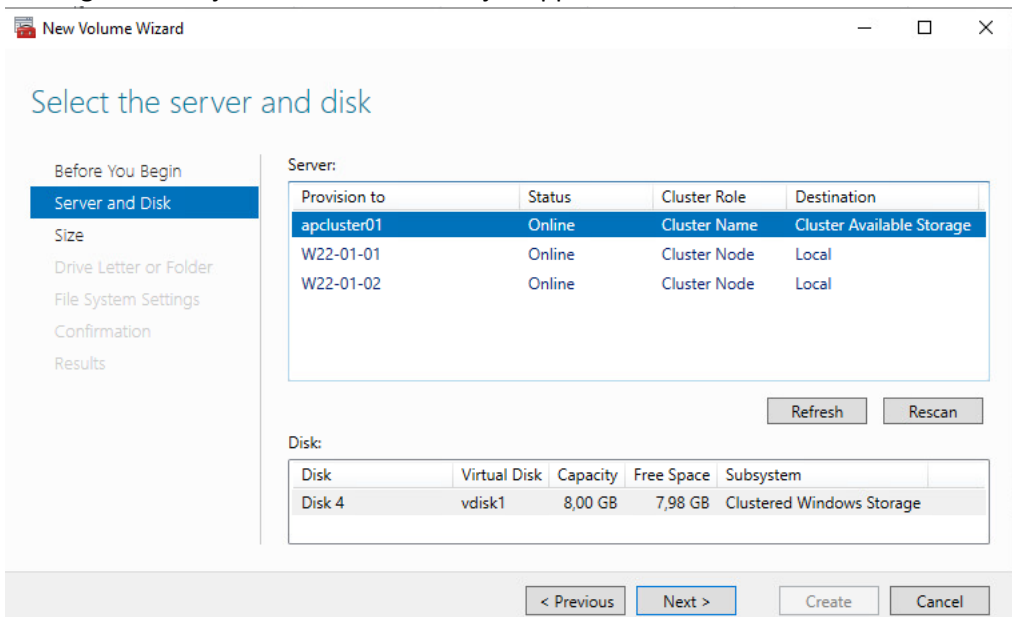 New Volume Wizard
Select the server and disk
Before You Begin
Server and Disk
Size
Drive Letter or Folder
File System Settings
Confirmation
Results
Server:
Provision to Status Cluster Role Destination
apcluster01 Online Cluster Name Cluster Available Storage
W22-01-01 Online Cluster Node Local
W22-01-02 Online Cluster Node Local
Refresh Rescan
Disk:
Disk Virtual Disk Capacity Free Space Subsystem
Disk 4 vdisk1 8,00 GB 7,98 GB Clustered Windows Storage
< Previous Next > Create Cancel